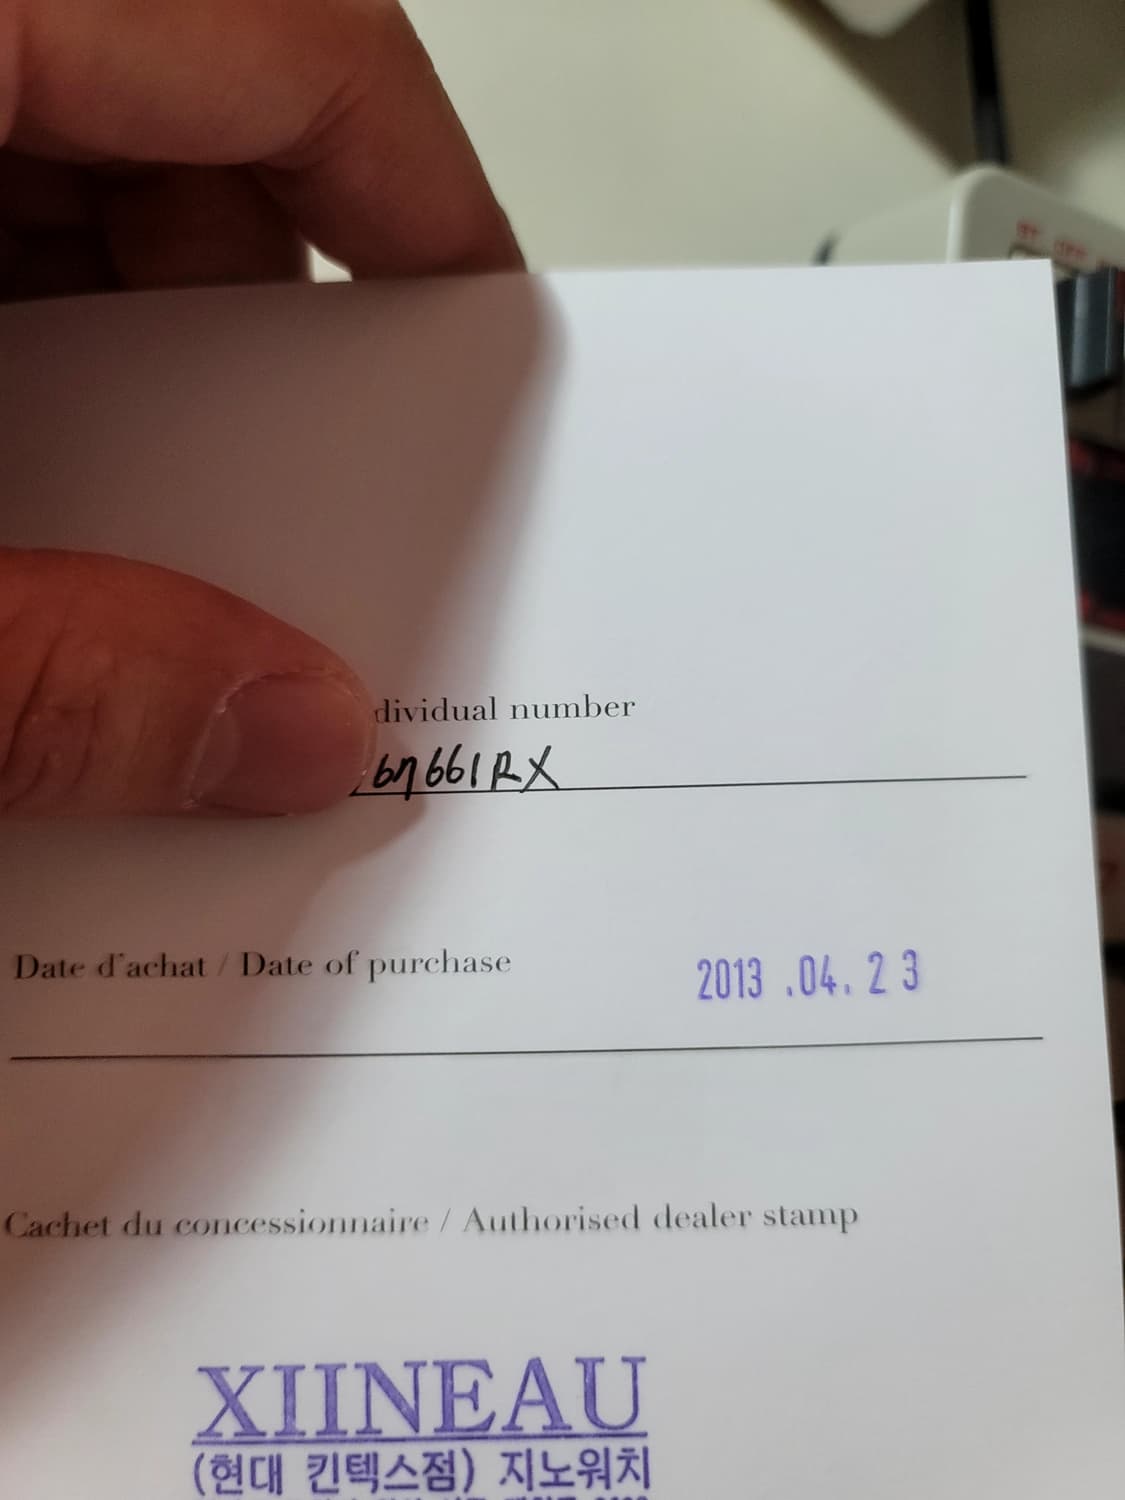 dividual number
67661RX
Date d'achat / Date of purchase
2013 .04. 2 3
Cachet du concessionnaire / Authorised dealer stamp
XIINEAU
(현대 킨텍스점) 지노워치